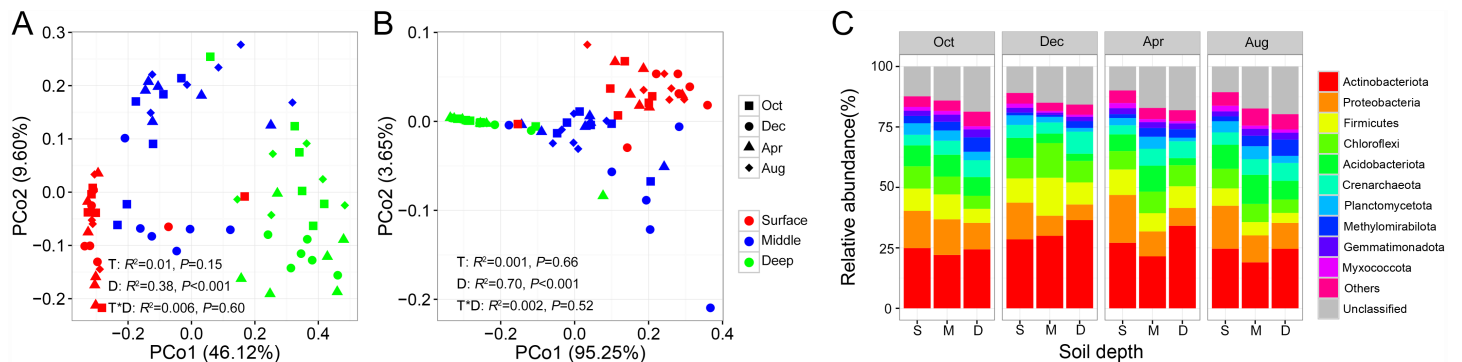 A
0.3
0.2
0.1
0.0
−0.1
−0.2
PCo2 (9.60%)
T: R²=0.01, P=0.15
D: R²=0.38, P<0.001
T*D: R²=0.006, P=0.60
−0.2 0.0 0.2 0.4
PCo1 (46.12%)
B
0.1
0.0
−0.1
−0.2
PCo2 (3.65%)
T: R²=0.001, P=0.66
D: R²=0.70, P<0.001
T*D: R²=0.002, P=0.52
−0.2 0.0 0.2 0.4
PCo1 (95.25%)
Oct
Dec
Apr
Aug
Surface
Middle
Deep
C
Oct Dec Apr Aug
100
75
50
25
0
Relative abundance(%)
S M D S M D S M D S M D
Soil depth
Actinobacteriota
Proteobacteria
Firmicutes
Chloroflexi
Acidobacteriota
Crenarchaeota
Planctomycetota
Methylomirabilota
Gemmatimonadota
Myxococcota
Others
Unclassified